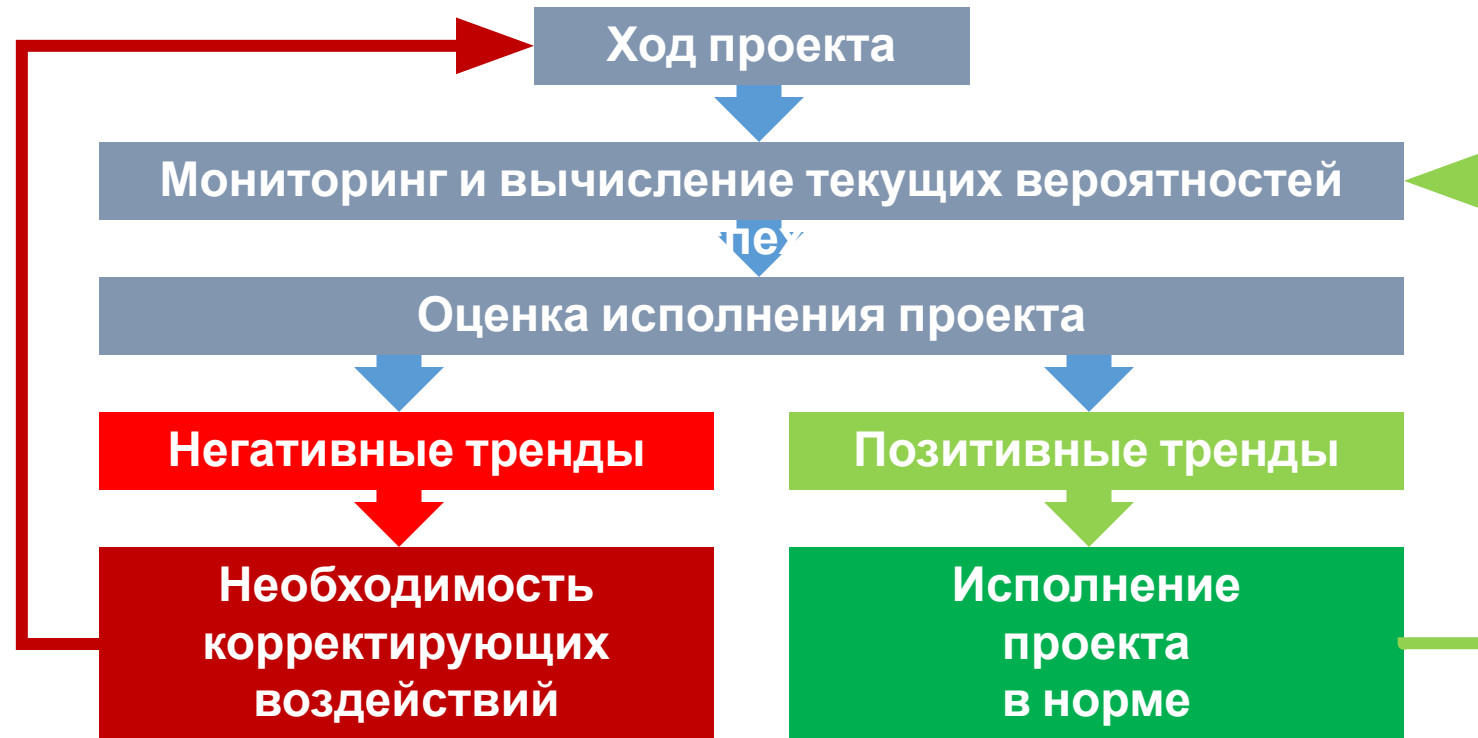 Ход проекта
Мониторинг и вычисление текущих вероятностей
Оценка исполнения проекта
Негативные тренды
Позитивные тренды
Необходимость
корректирующих
воздействий
Исполнение
проекта
в норме